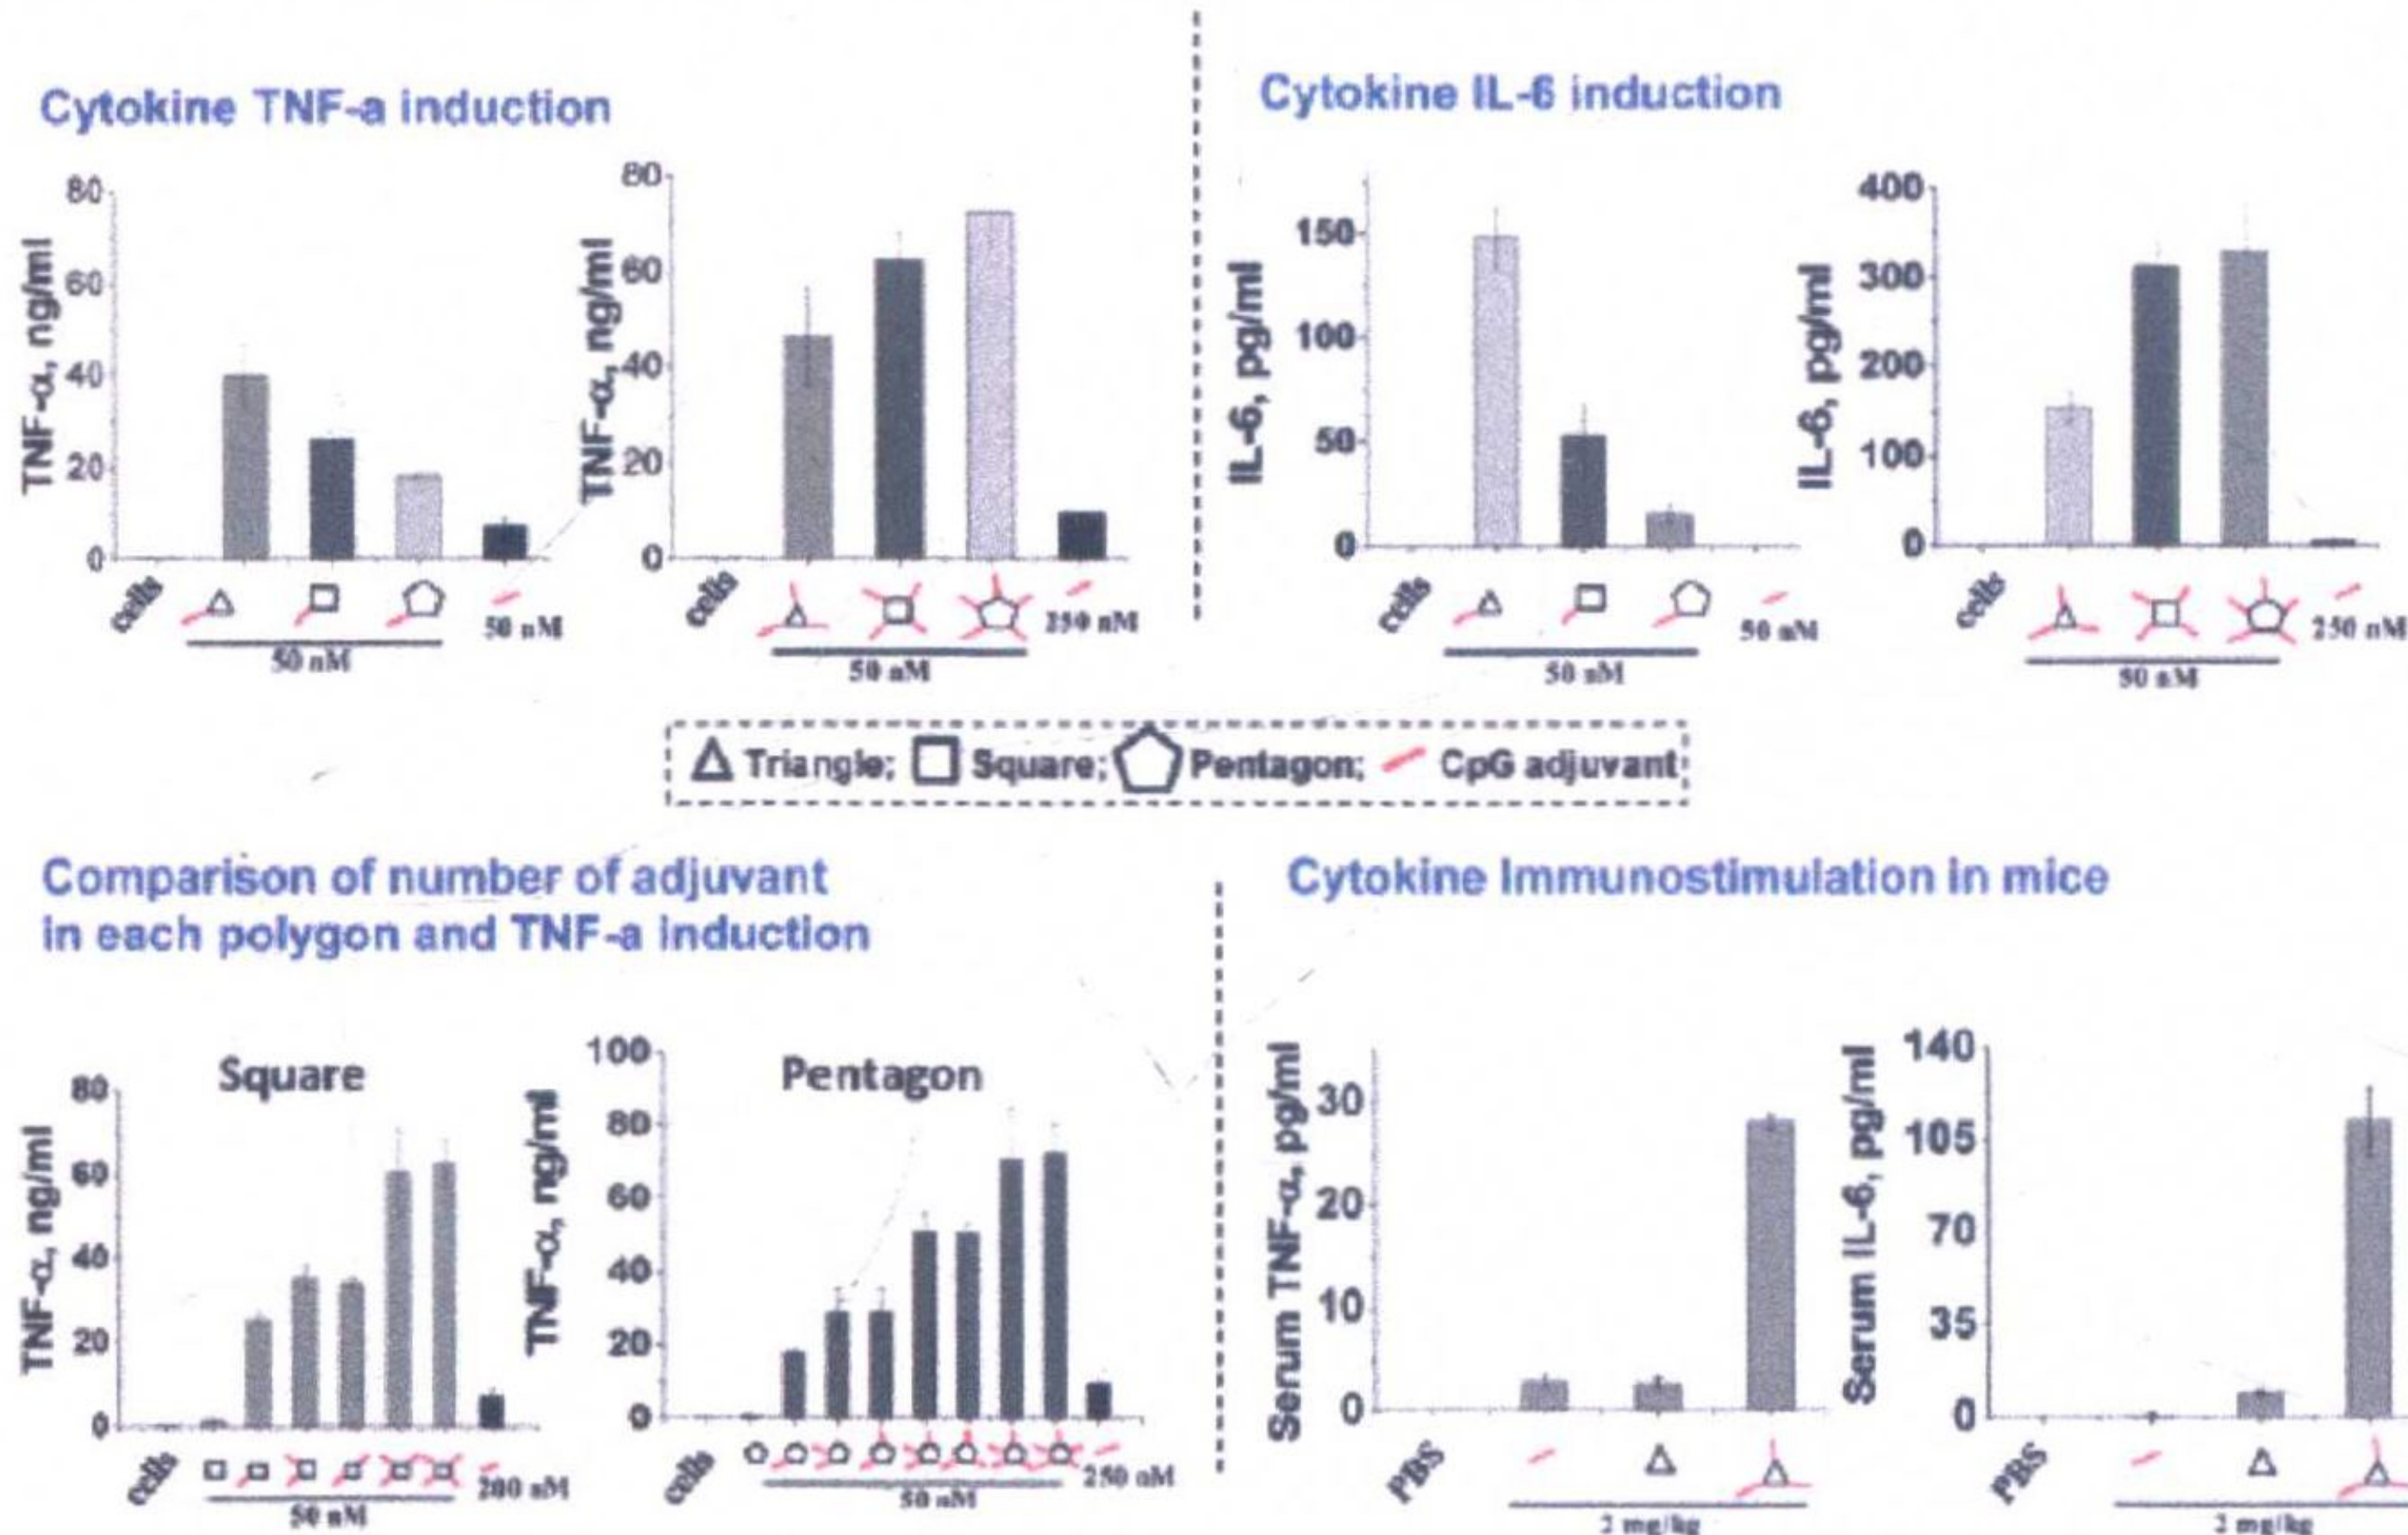 Cytokine TNF-a induction
Cytokine IL-6 induction
TNF-α, ng/ml
80
60
40
20
0
cells
50 nM
50 nM
TNF-α, ng/ml
80
60
40
20
0
cells
50 nM
250 nM
IL-6, pg/ml
150
100
50
0
cells
50 nM
50 nM
IL-6, pg/ml
400
300
200
100
0
cells
50 nM
250 nM
Triangle; Square; Pentagon; CpG adjuvant
Comparison of number of adjuvant
in each polygon and TNF-a induction
Cytokine Immunostimulation in mice
Square
TNF-α, ng/ml
80
60
40
20
0
cells
50 nM
200 nM
Pentagon
TNF-α, ng/ml
100
80
60
40
20
0
cells
50 nM
250 nM
Serum TNF-α, pg/ml
30
20
10
0
PBS
2 mg/kg
Serum IL-6, pg/ml
140
105
70
35
0
PBS
2 mg/kg